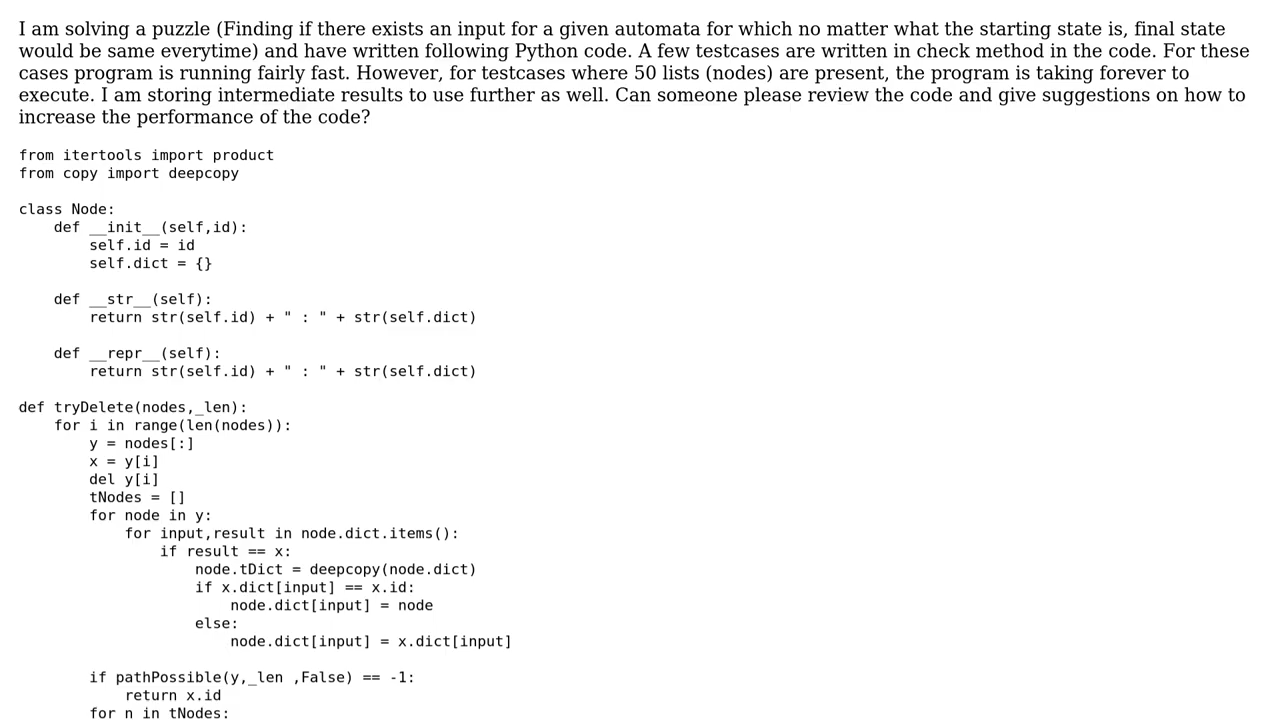 I am solving a puzzle (Finding if there exists an input for a given automata for which no matter what the starting state is, final state
would be same everytime) and have written following Python code. A few testcases are written in check method in the code. For these
cases program is running fairly fast. However, for testcases where 50 lists (nodes) are present, the program is taking forever to
execute. I am storing intermediate results to use further as well. Can someone please review the code and give suggestions on how to
increase the performance of the code?
from itertools import product
from copy import deepcopy
class Node:
    def __init__(self,id):
        self.id = id
        self.dict = {}
    def __str__(self):
        return str(self.id) + " : " + str(self.dict)
    def __repr__(self):
        return str(self.id) + " : " + str(self.dict)
def tryDelete(nodes,_len):
    for i in range(len(nodes)):
        y = nodes[:]
        x = y[i]
        del y[i]
        tNodes = []
        for node in y:
            for input,result in node.dict.items():
                if result == x:
                    node.tDict = deepcopy(node.dict)
                    if x.dict[input] == x.id:
                        node.dict[input] = node
                    else:
                        node.dict[input] = x.dict[input]
        if pathPossible(y,_len ,False) == -1:
            return x.id
        for n in tNodes: